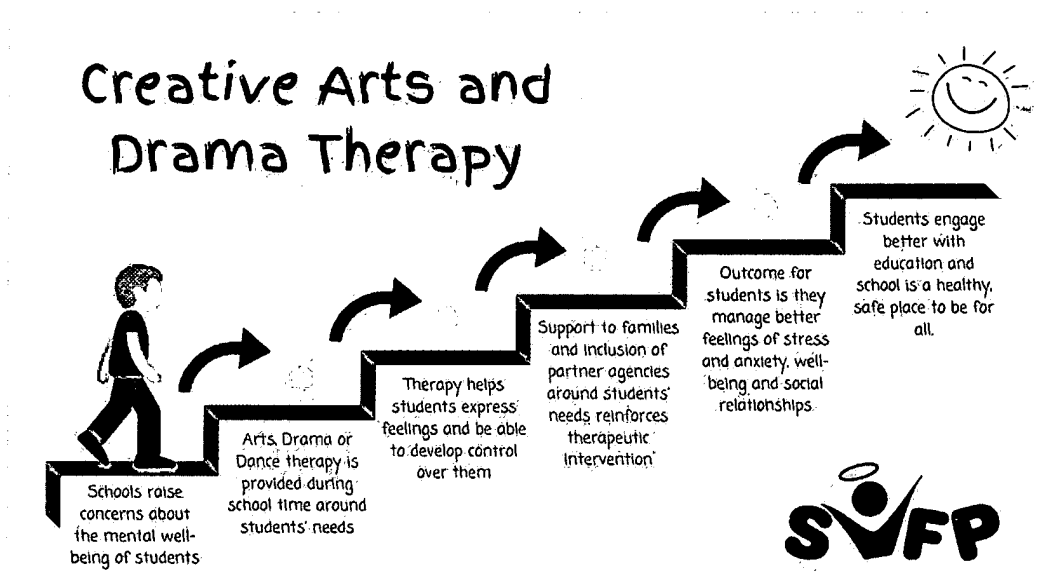 Creative Arts and
Drama Therapy
Schools raise
concerns about
the mental well-
being of students
Arts, Drama or
Dance therapy is
provided during
school time around
students' needs
Therapy helps
students express
feelings and be able
to develop control
over them
Support to families
and inclusion of
partner agencies
around students'
needs reinforces
therapeutic
intervention
Outcome for
students is they
manage better
feelings of stress
and anxiety, well-
being and social
relationships
Students engage
better with
education and
school is a healthy,
safe place to be for
all.
SVFP